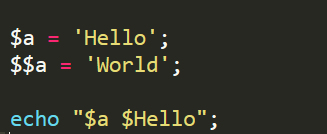 $a = 'Hello';
$$a = 'World';
echo "$a $Hello";